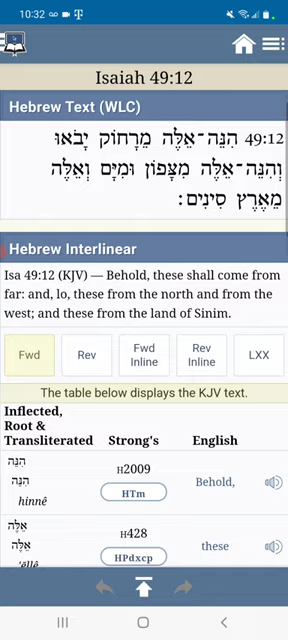 10:32
Isaiah 49:12
Hebrew Text (WLC)
49:12 הִנֵּה־אֵלֶּה מֵרָחוֹק יָבֹאוּ
וְהִנֵּה־אֵלֶּה מִצָּפוֹן וּמִיָּם וְאֵלֶּה
מֵאֶרֶץ סִינִים׃
Hebrew Interlinear
Isa 49:12 (KJV) — Behold, these shall come from
far: and, lo, these from the north and from the
west; and these from the land of Sinim.
Fwd
Rev
Fwd
Inline
Rev
Inline
LXX
The table below displays the KJV text.
Inflected,
Root &
Transliterated
Strong's
English
הִנֵּה
הִנֵּה
hinnê
H2009
HTm
Behold,
אֵלֶּה
אֵלֶּה
'ēllê
H428
HPdxcp
these